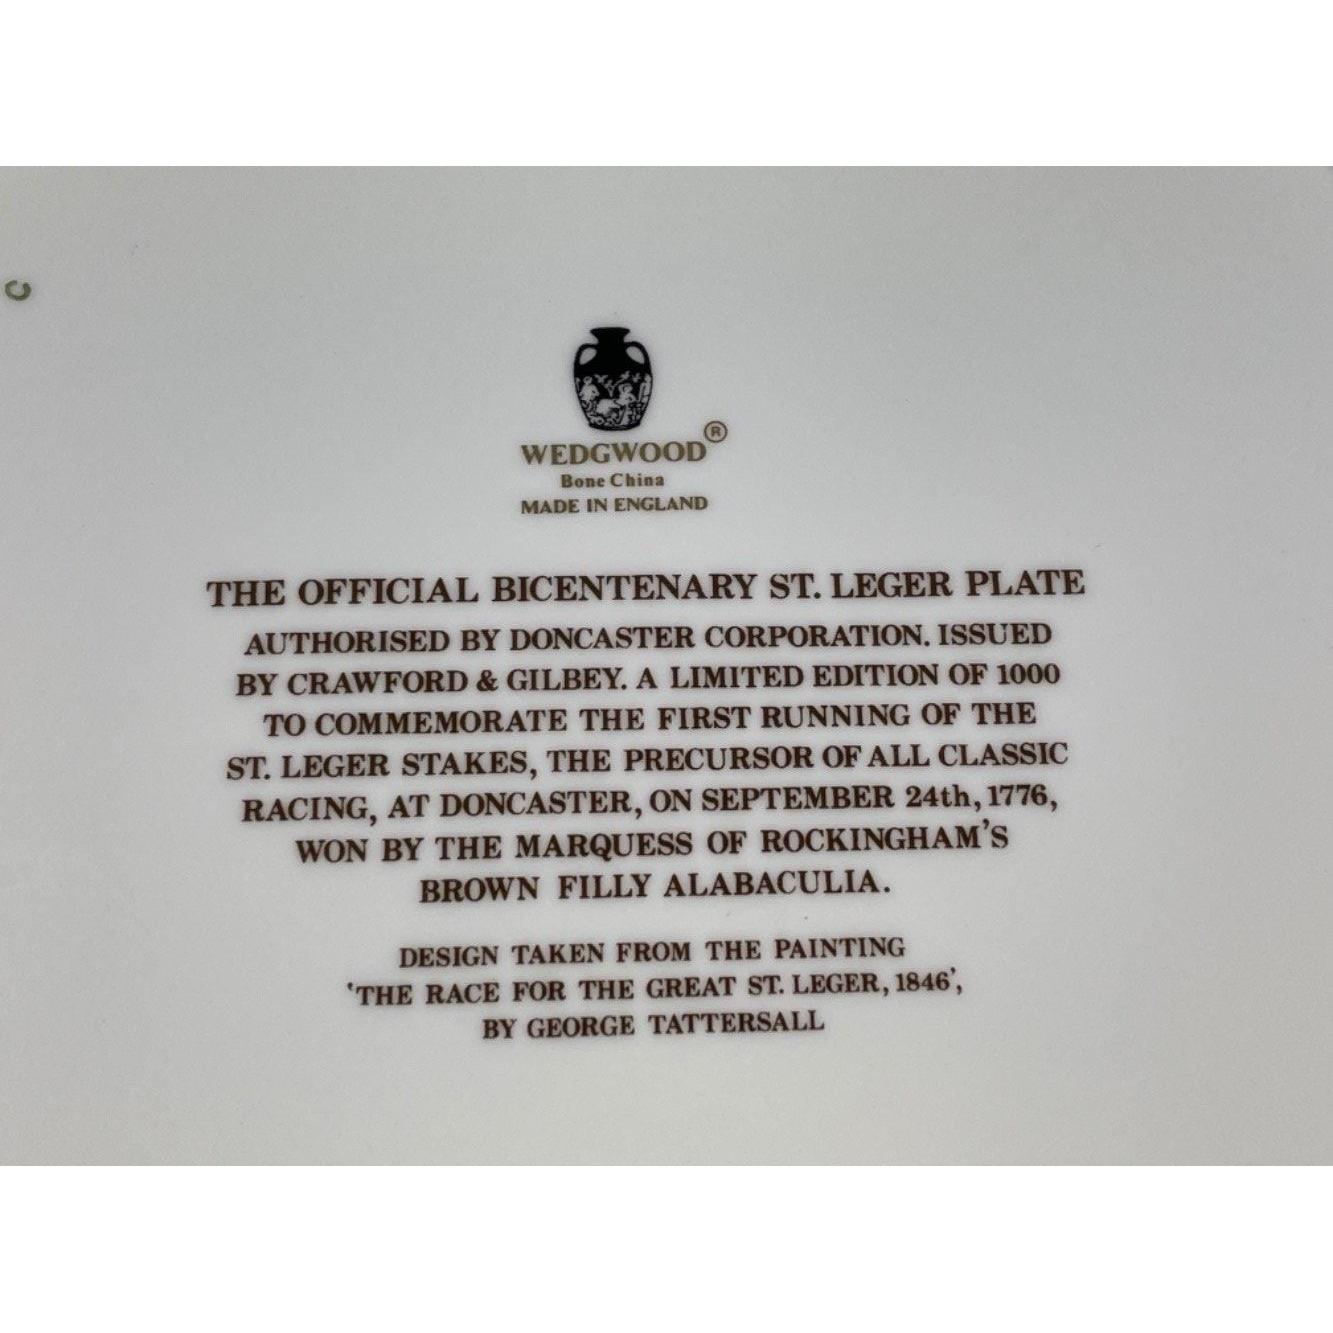 C
WEDGWOOD®
Bone China
MADE IN ENGLAND
THE OFFICIAL BICENTENARY ST. LEGER PLATE
AUTHORISED BY DONCASTER CORPORATION. ISSUED
BY CRAWFORD & GILBEY. A LIMITED EDITION OF 1000
TO COMMEMORATE THE FIRST RUNNING OF THE
ST. LEGER STAKES, THE PRECURSOR OF ALL CLASSIC
RACING, AT DONCASTER, ON SEPTEMBER 24th, 1776,
WON BY THE MARQUESS OF ROCKINGHAM'S
BROWN FILLY ALABACULIA.
DESIGN TAKEN FROM THE PAINTING
'THE RACE FOR THE GREAT ST. LEGER, 1846',
BY GEORGE TATTERSALL